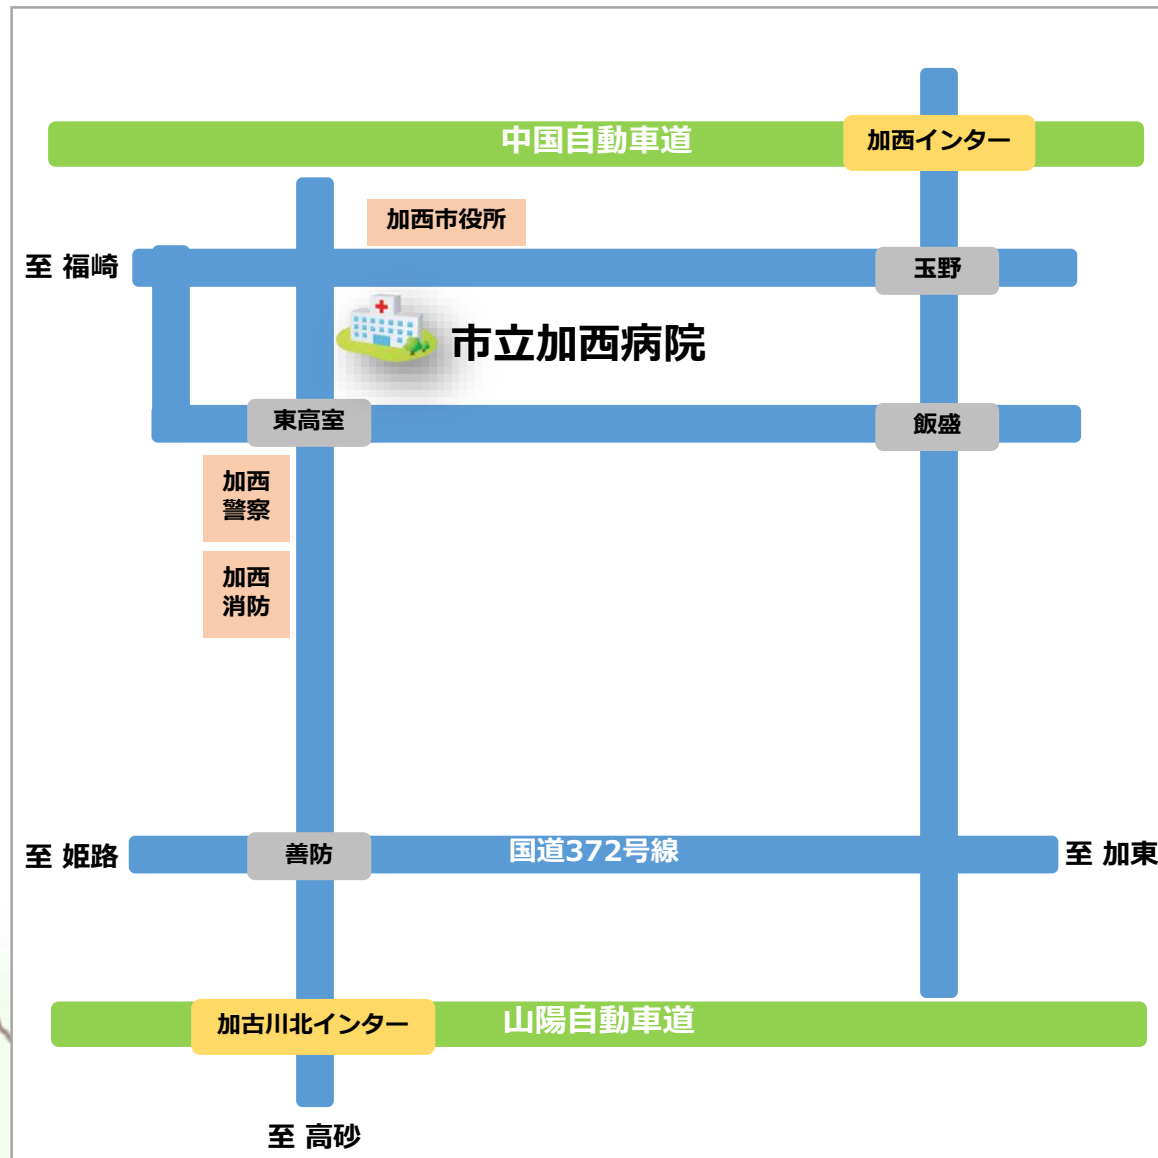 中国自動車道
加西インター
加西市役所
至 福崎
玉野
市立加西病院
東高室
飯盛
加西
警察
加西
消防
至 姫路
善防
国道372号線
至 加東
加古川北インター
山陽自動車道
至 高砂